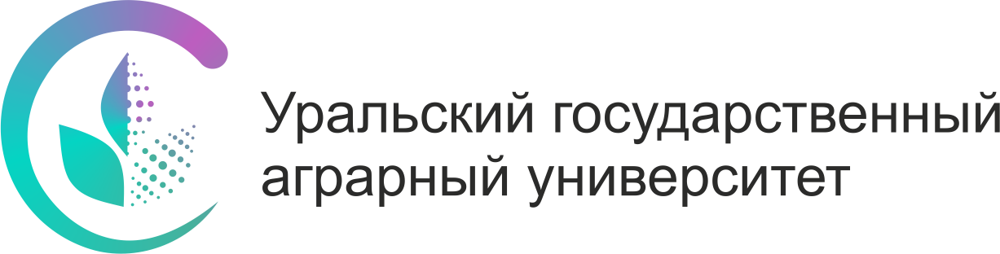 Уральский государственный
аграрный университет